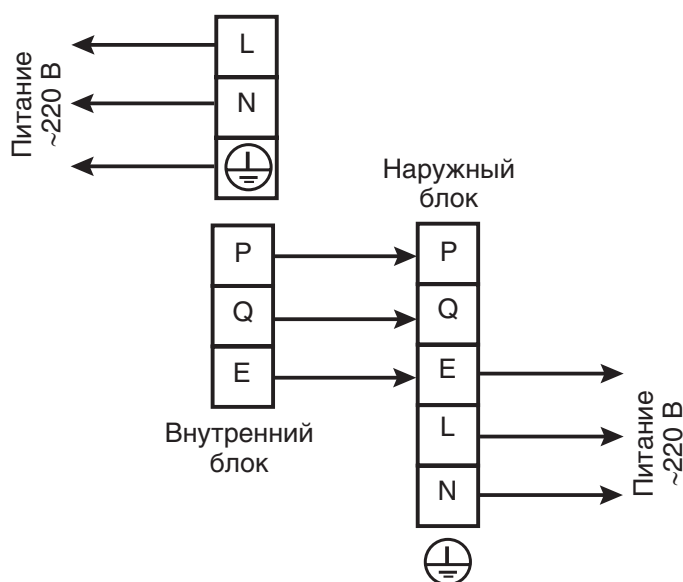 Питание
~220 В
L
N
Наружный
блок
P
Q
E
Внутренний
блок
P
Q
E
L
N
Питание
~220 В